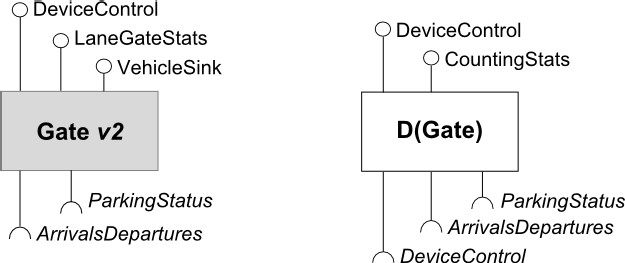 DeviceControl
LaneGateStats
VehicleSink
Gate v2
ParkingStatus
ArrivalsDepartures
DeviceControl
CountingStats
D(Gate)
ParkingStatus
ArrivalsDepartures
DeviceControl